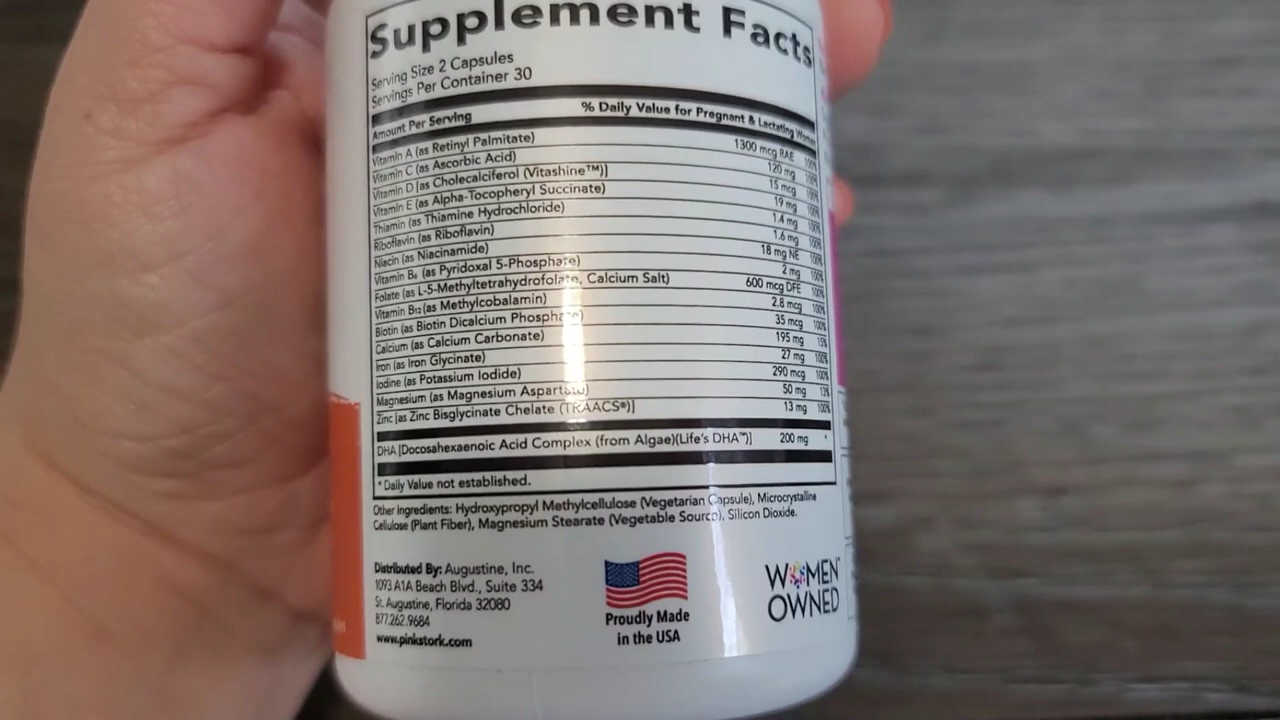 Supplement Facts
Serving Size 2 Capsules
Servings Per Container 30
Amount Per Serving % Daily Value for Pregnant & Lactating Women
Vitamin A (as Retinyl Palmitate) 1300 mcg RAE 100%
Vitamin C (as Ascorbic Acid) 120 mg 100%
Vitamin D [as Cholecalciferol (Vitashine™)] 15 mcg 100%
Vitamin E (as Alpha-Tocopheryl Succinate) 19 mg 100%
Thiamin (as Thiamine Hydrochloride) 1.4 mg 100%
Riboflavin (as Riboflavin) 1.6 mg 100%
Niacin (as Niacinamide) 18 mg NE 100%
Vitamin B₆ (as Pyridoxal 5-Phosphate) 2 mg 100%
Folate (as L-5-Methyltetrahydrofolate, Calcium Salt) 600 mcg DFE 100%
Vitamin B₁₂ (as Methylcobalamin) 2.8 mcg 100%
Biotin (as Biotin Dicalcium Phosphate) 35 mcg 100%
Calcium (as Calcium Carbonate) 195 mg 15%
Iron (as Iron Glycinate) 27 mg 100%
Iodine (as Potassium Iodide) 290 mcg 100%
Magnesium (as Magnesium Aspartate) 50 mg 13%
Zinc [as Zinc Bisglycinate Chelate (TRAACS®)] 13 mg 100%
DHA [Docosahexaenoic Acid Complex (from Algae)(Life's DHA™)] 200 mg *
* Daily Value not established.
Other Ingredients: Hydroxypropyl Methylcellulose (Vegetarian Capsule), Microcrystalline
Cellulose (Plant Fiber), Magnesium Stearate (Vegetable Source), Silicon Dioxide.
Distributed By: Augustine, Inc.
1093 A1A Beach Blvd., Suite 334
St. Augustine, Florida 32080
877.262.9684
www.pinkstork.com
Proudly Made
in the USA
WOMEN
OWNED